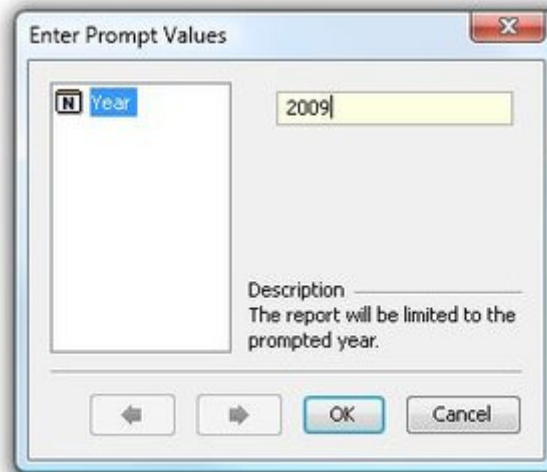 Enter Prompt Values
N Year
2009
Description
The report will be limited to the
prompted year.
OK
Cancel